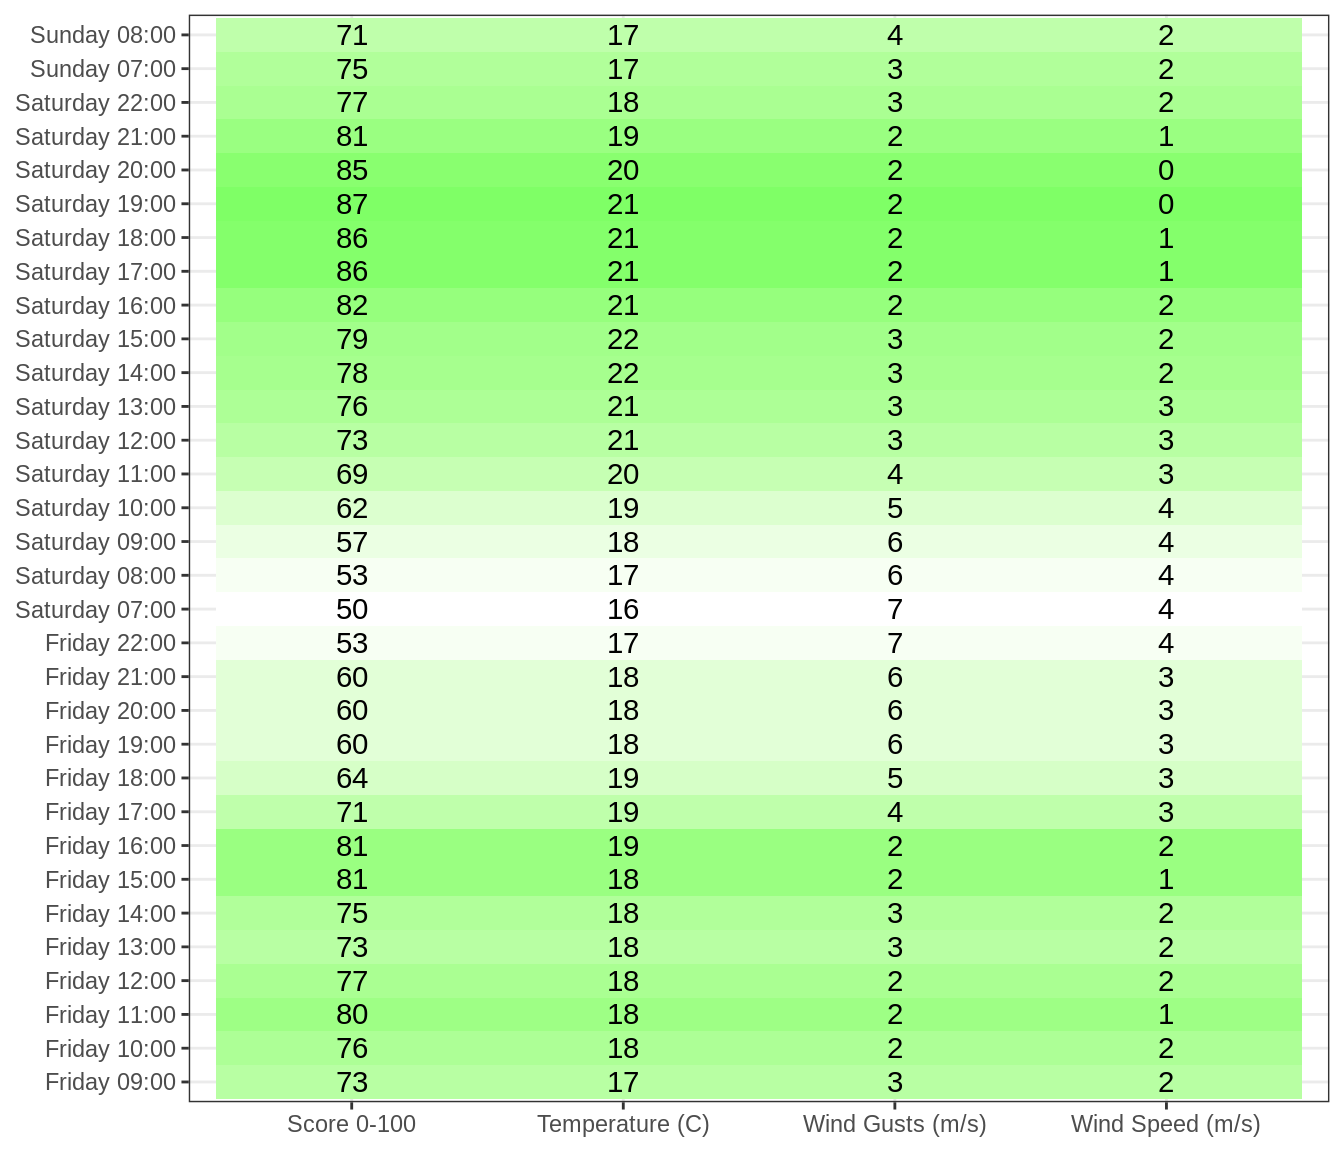 Sunday 08:00 71 17 4 2
Sunday 07:00 75 17 3 2
Saturday 22:00 77 18 3 2
Saturday 21:00 81 19 2 1
Saturday 20:00 85 20 2 0
Saturday 19:00 87 21 2 0
Saturday 18:00 86 21 2 1
Saturday 17:00 86 21 2 1
Saturday 16:00 82 21 2 2
Saturday 15:00 79 22 3 2
Saturday 14:00 78 22 3 2
Saturday 13:00 76 21 3 3
Saturday 12:00 73 21 3 3
Saturday 11:00 69 20 4 3
Saturday 10:00 62 19 5 4
Saturday 09:00 57 18 6 4
Saturday 08:00 53 17 6 4
Saturday 07:00 50 16 7 4
Friday 22:00 53 17 7 4
Friday 21:00 60 18 6 3
Friday 20:00 60 18 6 3
Friday 19:00 60 18 6 3
Friday 18:00 64 19 5 3
Friday 17:00 71 19 4 3
Friday 16:00 81 19 2 2
Friday 15:00 81 18 2 1
Friday 14:00 75 18 3 2
Friday 13:00 73 18 3 2
Friday 12:00 77 18 2 2
Friday 11:00 80 18 2 1
Friday 10:00 76 18 2 2
Friday 09:00 73 17 3 2
Score 0-100 Temperature (C) Wind Gusts (m/s) Wind Speed (m/s)